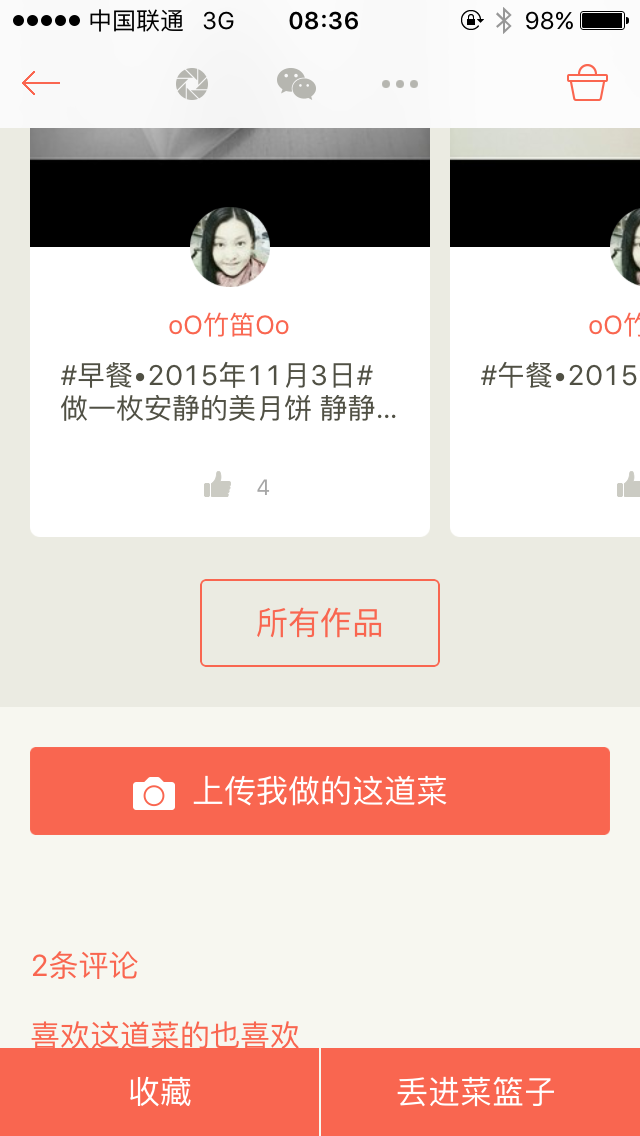 中国联通 3G 08:36 98%
oO竹笛Oo
#早餐•2015年11月3日#
做一枚安静的美月饼 静静...
4
oO竹
#午餐•2015
所有作品
上传我做的这道菜
2条评论
喜欢这道菜的也喜欢
收藏 丢进菜篮子